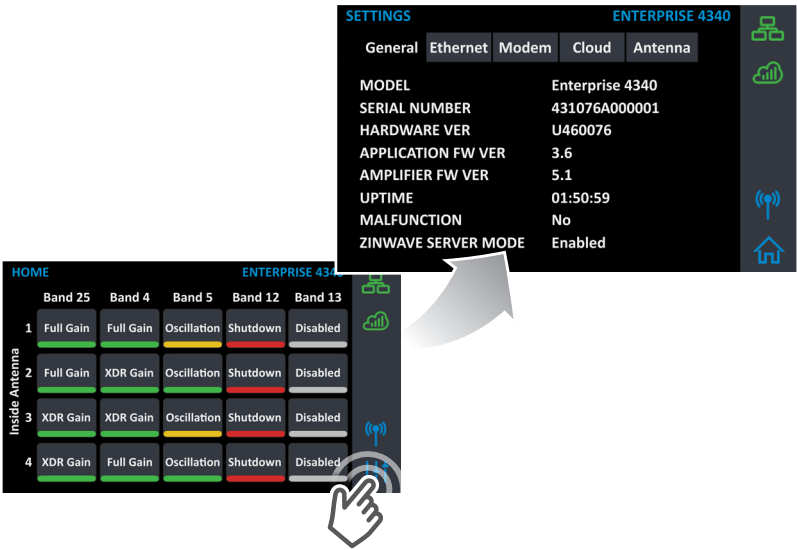 SETTINGS ENTERPRISE 4340
General Ethernet Modem Cloud Antenna
MODEL Enterprise 4340
SERIAL NUMBER 431076A000001
HARDWARE VER U460076
APPLICATION FW VER 3.6
AMPLIFIER FW VER 5.1
UPTIME 01:50:59
MALFUNCTION No
ZINWAVE SERVER MODE Enabled
HOME ENTERPRISE 434
Band 25 Band 4 Band 5 Band 12 Band 13
Inside Antenna
1 Full Gain Full Gain Oscillation Shutdown Disabled
2 Full Gain XDR Gain Oscillation Shutdown Disabled
3 XDR Gain XDR Gain Oscillation Shutdown Disabled
4 XDR Gain Full Gain Oscillation Shutdown Disabled